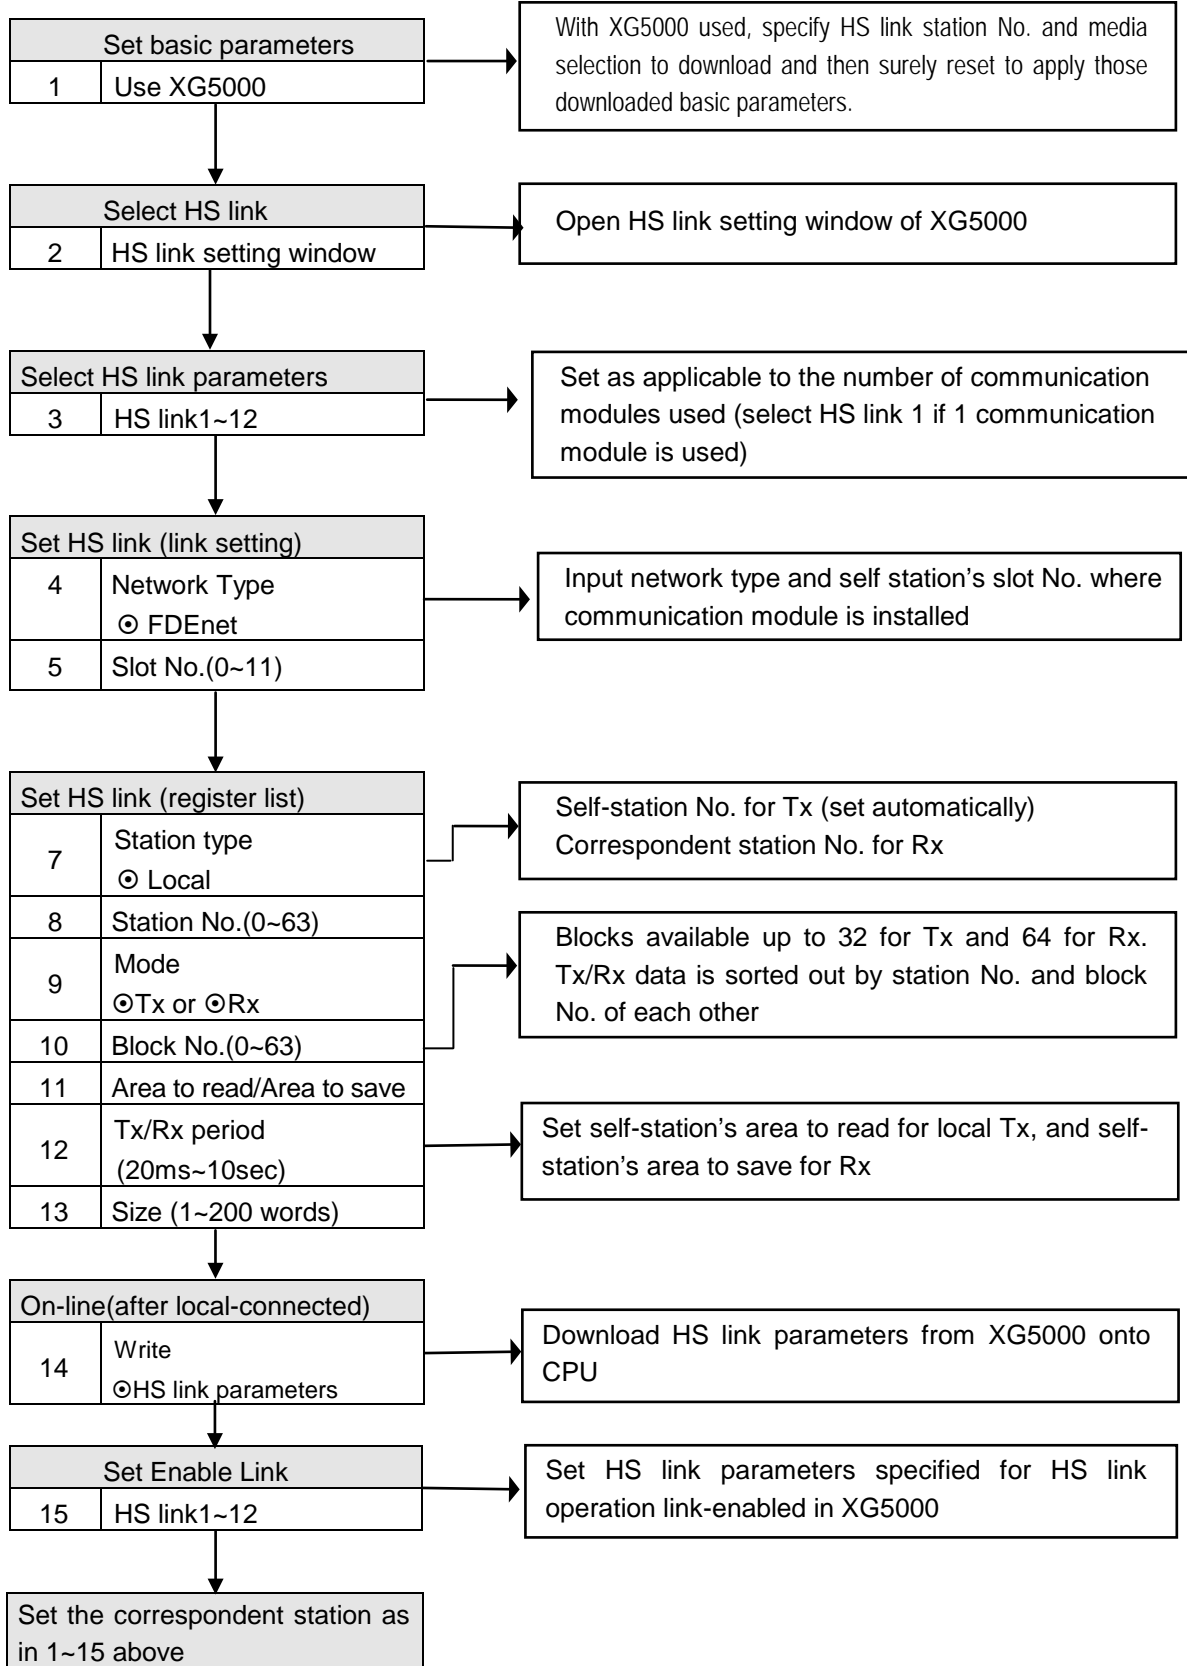 Set basic parameters
1 Use XG5000
With XG5000 used, specify HS link station No. and media
selection to download and then surely reset to apply those
downloaded basic parameters.
Select HS link
2 HS link setting window
Open HS link setting window of XG5000
Select HS link parameters
3 HS link1~12
Set as applicable to the number of communication
modules used (select HS link 1 if 1 communication
module is used)
Set HS link (link setting)
4 Network Type
⊙ FDEnet
5 Slot No.(0~11)
Input network type and self station's slot No. where
communication module is installed
Set HS link (register list)
7 Station type
⊙ Local
8 Station No.(0~63)
9 Mode
⊙Tx or ⊙Rx
10 Block No.(0~63)
11 Area to read/Area to save
12 Tx/Rx period
(20ms~10sec)
13 Size (1~200 words)
Self-station No. for Tx (set automatically)
Correspondent station No. for Rx
Blocks available up to 32 for Tx and 64 for Rx.
Tx/Rx data is sorted out by station No. and block
No. of each other
Set self-station's area to read for local Tx, and self-
station's area to save for Rx
On-line(after local-connected)
14 Write
⊙HS link parameters
Download HS link parameters from XG5000 onto
CPU
Set Enable Link
15 HS link1~12
Set HS link parameters specified for HS link
operation link-enabled in XG5000
Set the correspondent station as
in 1~15 above